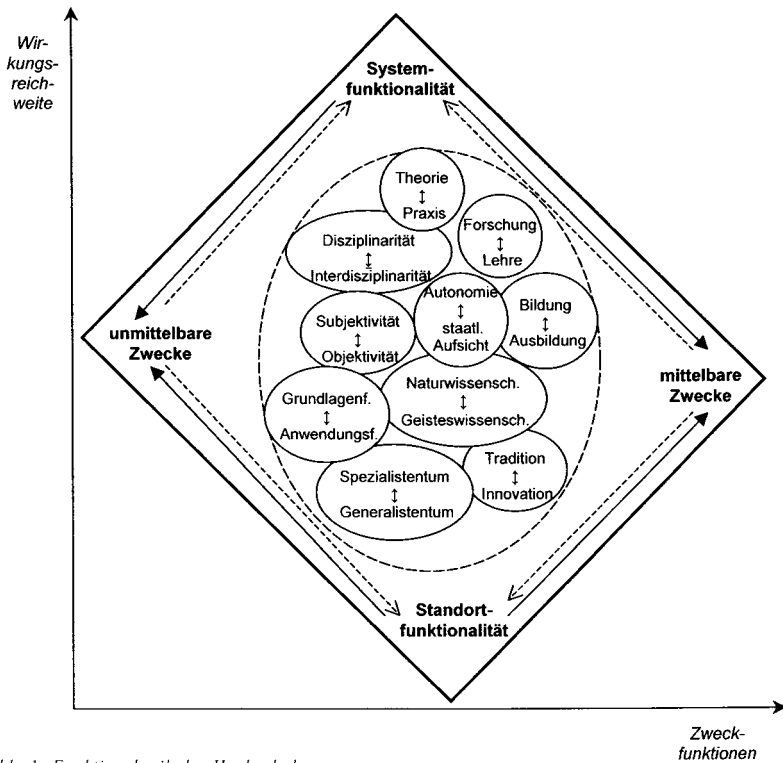 Wir-
kungs-
reich-
weite
System-
funktionalität
Theorie
Praxis
Forschung
Lehre
Disziplinarität
Interdisziplinarität
Autonomie
staatl.
Aufsicht
Bildung
Ausbildung
Subjektivität
Objektivität
unmittelbare
Zwecke
mittelbare
Zwecke
Naturwissensch.
Geisteswissensch.
Grundlagenf.
Anwendungsf.
Tradition
Innovation
Spezialistentum
Generalistentum
Standort-
funktionalität
Zweck-
funktionen